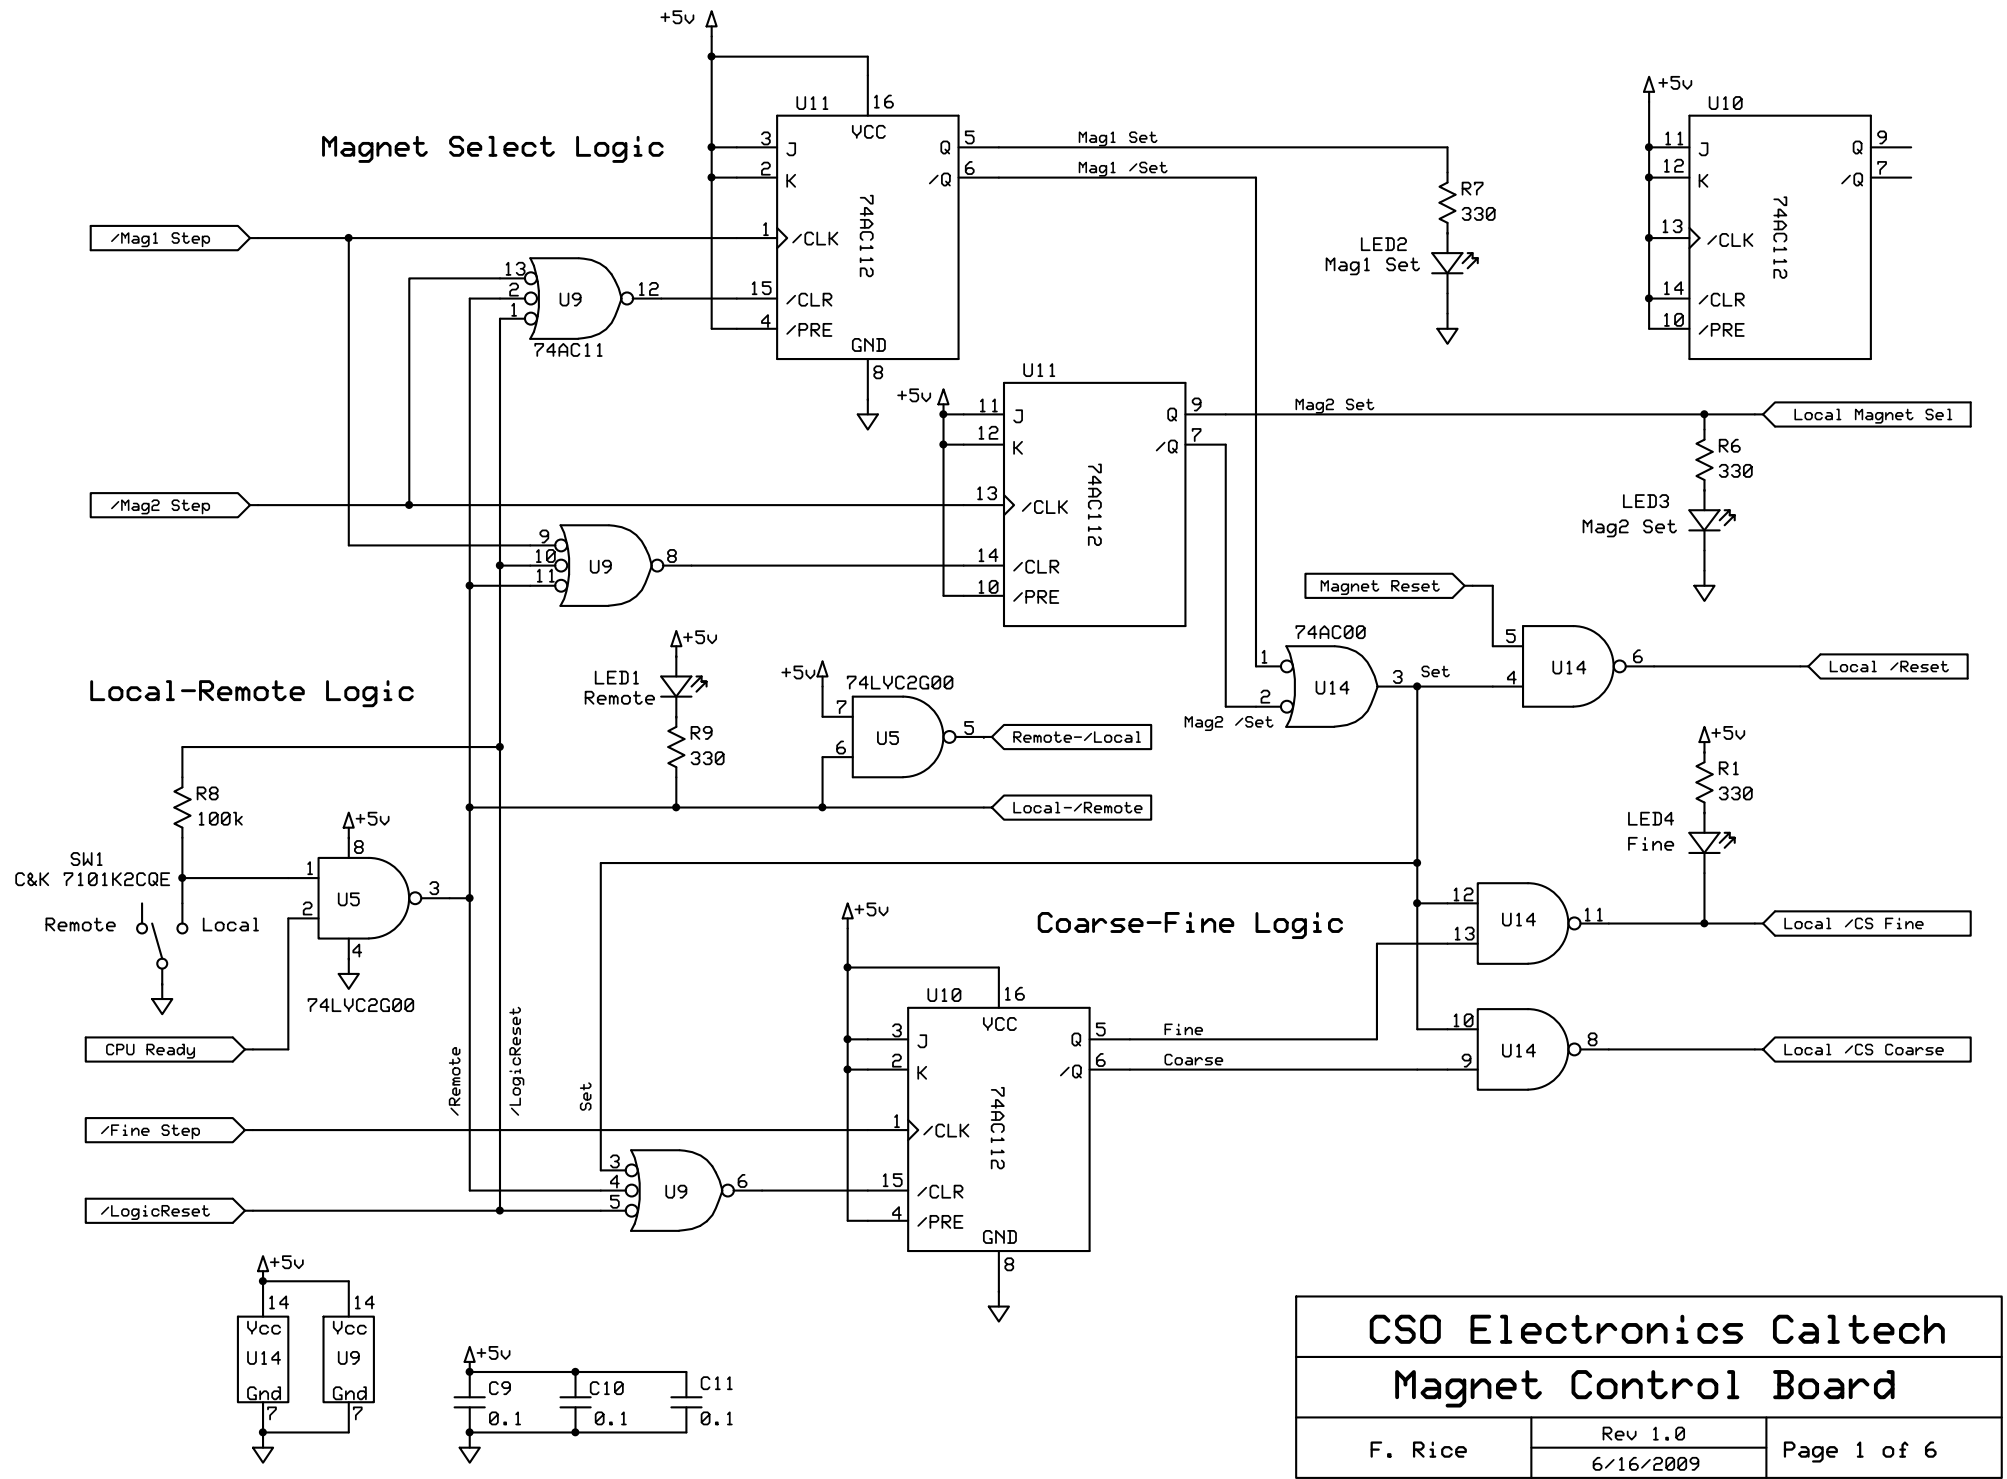 +5v
U11
16
VCC
3
J
2
K
1
/CLK
15
/CLR
4
/PRE
GND
8
Q
5
/Q
6
74AC112
Mag1 Set
Mag1 /Set
R7
330
LED2
Mag1 Set
+5v
U10
11
J
12
K
13
/CLK
14
/CLR
10
/PRE
Q
9
/Q
7
74AC112
Magnet Select Logic
/Mag1 Step
13
2
1
U9
12
74AC11
/Mag2 Step
9
10
11
U9
8
+5v
U11
11
J
12
K
13
/CLK
14
/CLR
10
/PRE
Q
9
/Q
7
74AC112
Mag2 Set
Local Magnet Sel
R6
330
LED3
Mag2 Set
Magnet Reset
74AC00
1
2
U14
3
Set
Mag2 /Set
5
4
U14
6
Local /Reset
Local-Remote Logic
+5v
LED1
Remote
R9
330
+5v
74LVC2G00
7
6
U5
5
Remote-/Local
Local-/Remote
R8
100k
SW1
C&K 7101K2CQE
Remote
Local
+5v
8
1
2
U5
3
4
74LVC2G00
CPU Ready
/Remote
/LogicReset
Set
/Fine Step
/LogicReset
3
4
5
U9
6
Coarse-Fine Logic
+5v
U10
16
VCC
3
J
2
K
1
/CLK
15
/CLR
4
/PRE
GND
8
Q
5
/Q
6
74AC112
Fine
Coarse
+5v
R1
330
LED4
Fine
12
13
U14
11
Local /CS Fine
10
9
U14
8
Local /CS Coarse
+5v
14
14
Vcc
Vcc
U14
U9
Gnd
Gnd
7
7
+5v
C9
0.1
C10
0.1
C11
0.1
CSO Electronics Caltech
Magnet Control Board
F. Rice
Rev 1.0
6/16/2009
Page 1 of 6